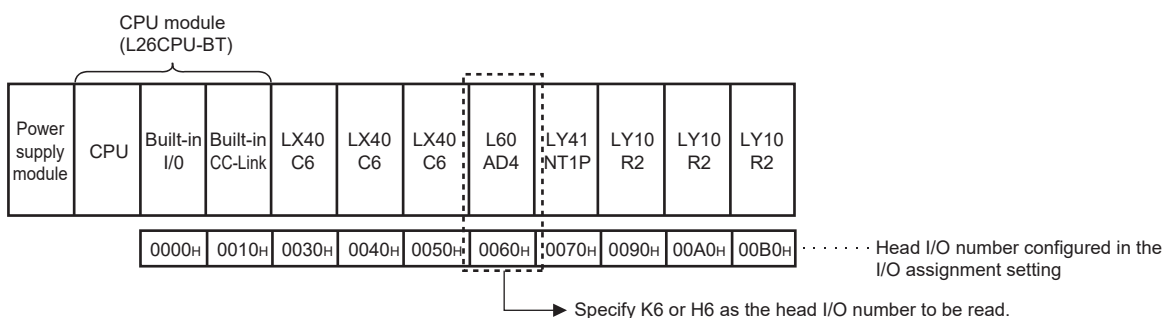 CPU module
(L26CPU-BT)
Power
supply
module
CPU
Built-in
I/0
Built-in
CC-Link
LX40
C6
LX40
C6
LX40
C6
L60
AD4
LY41
NT1P
LY10
R2
LY10
R2
LY10
R2
0000H
0010H
0030H
0040H
0050H
0060H
0070H
0090H
00A0H
00B0H
Head I/O number configured in the
I/O assignment setting
Specify K6 or H6 as the head I/O number to be read.